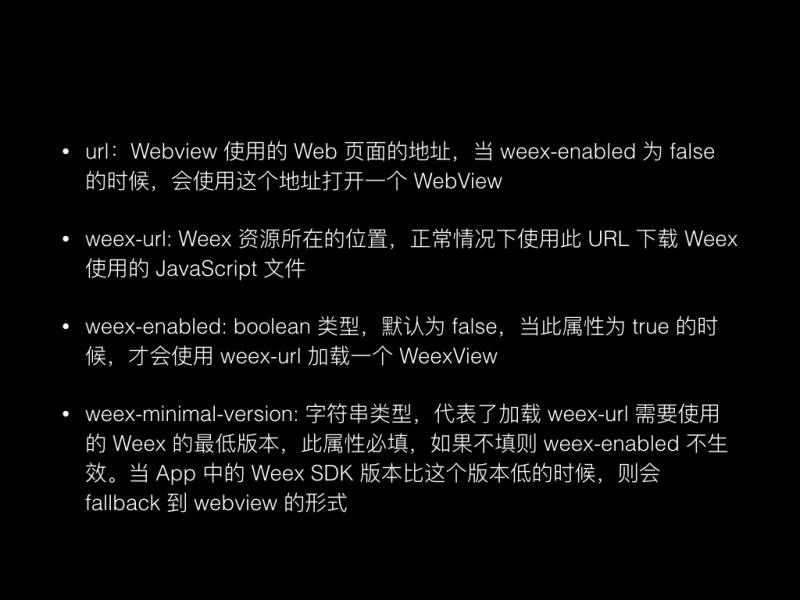 • url：Webview 使用的 Web 页面的地址，当 weex-enabled 为 false
的时候，会使用这个地址打开一个 WebView
• weex-url: Weex 资源所在的位置，正常情况下使用此 URL 下载 Weex
使用的 JavaScript 文件
• weex-enabled: boolean 类型，默认为 false，当此属性为 true 的时
候，才会使用 weex-url 加载一个 WeexView
• weex-minimal-version: 字符串类型，代表了加载 weex-url 需要使用
的 Weex 的最低版本，此属性必填，如果不填则 weex-enabled 不生
效。当 App 中的 Weex SDK 版本比这个版本低的时候，则会
fallback 到 webview 的形式